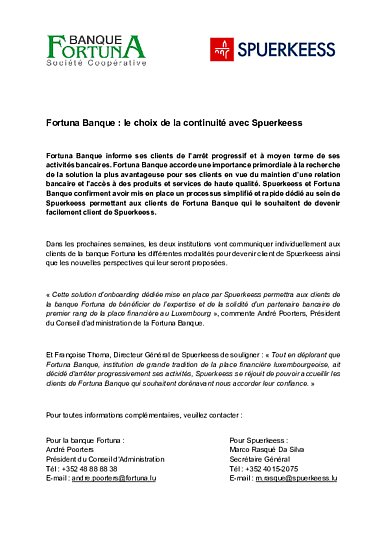 BANQUE
FORTUNA
Société Coopérative
SPUERKEESS
Fortuna Banque : le choix de la continuité avec Spuerkeess
Fortuna Banque informe ses clients de l'arrêt progressif et à moyen terme de ses
activités bancaires. Fortuna Banque accorde une importance primordiale à la recherche
de la solution la plus avantageuse pour ses clients en vue du maintien d'une relation
bancaire et l'accès à des produits et services de haute qualité. Spuerkeess et Fortuna
Banque confirment avoir mis en place un processus simplifié et rapide dédié au sein de
Spuerkeess permettant aux clients de Fortuna Banque qui le souhaitent de devenir
facilement client de Spuerkeess.
Dans les prochaines semaines, les deux institutions vont communiquer individuellement aux
clients de la banque Fortuna les différentes modalités pour devenir client de Spuerkeess ainsi
que les nouvelles perspectives qui leur seront proposées.
« Cette solution d'onboarding dédiée mise en place par Spuerkeess permettra aux clients de
la banque Fortuna de bénéficier de l'expertise et de la solidité d'un partenaire bancaire de
premier rang de la place financière au Luxembourg », commente André Poorters, Président
du Conseil d'administration de la Fortuna Banque.
Et Françoise Thoma, Directeur Général de Spuerkeess de souligner : « Tout en déplorant que
Fortuna Banque, institution de grande tradition de la place financière luxembourgeoise, ait
décidé d'arrêter progressivement ses activités, Spuerkeess se réjouit de pouvoir accueillir les
clients de Fortuna Banque qui souhaitent dorénavant nous accorder leur confiance. »
Pour toutes informations complémentaires, veuillez contacter :
Pour la banque Fortuna :
André Poorters
Président du Conseil d'Administration
Tél : +352 48 88 88 38
E-mail : andre.poorters@fortuna.lu
Pour Spuerkeess :
Marco Rasqué Da Silva
Secrétaire Général
Tél : +352 4015-2075
E-mail : m.rasque@spuerkeess.lu